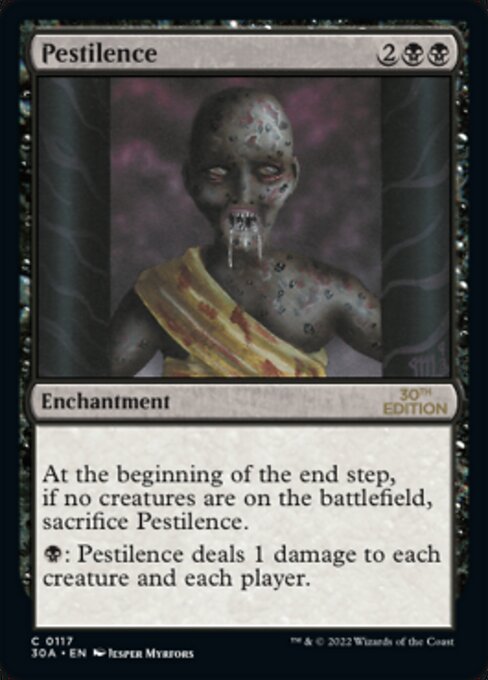 Pestilence 2
Enchantment
30TH
EDITION
At the beginning of the end step,
if no creatures are on the battlefield,
sacrifice Pestilence.
: Pestilence deals 1 damage to each
creature and each player.
C 0117
30A • EN Jesper Myrfors
™ & © 2022 Wizards of the Coast